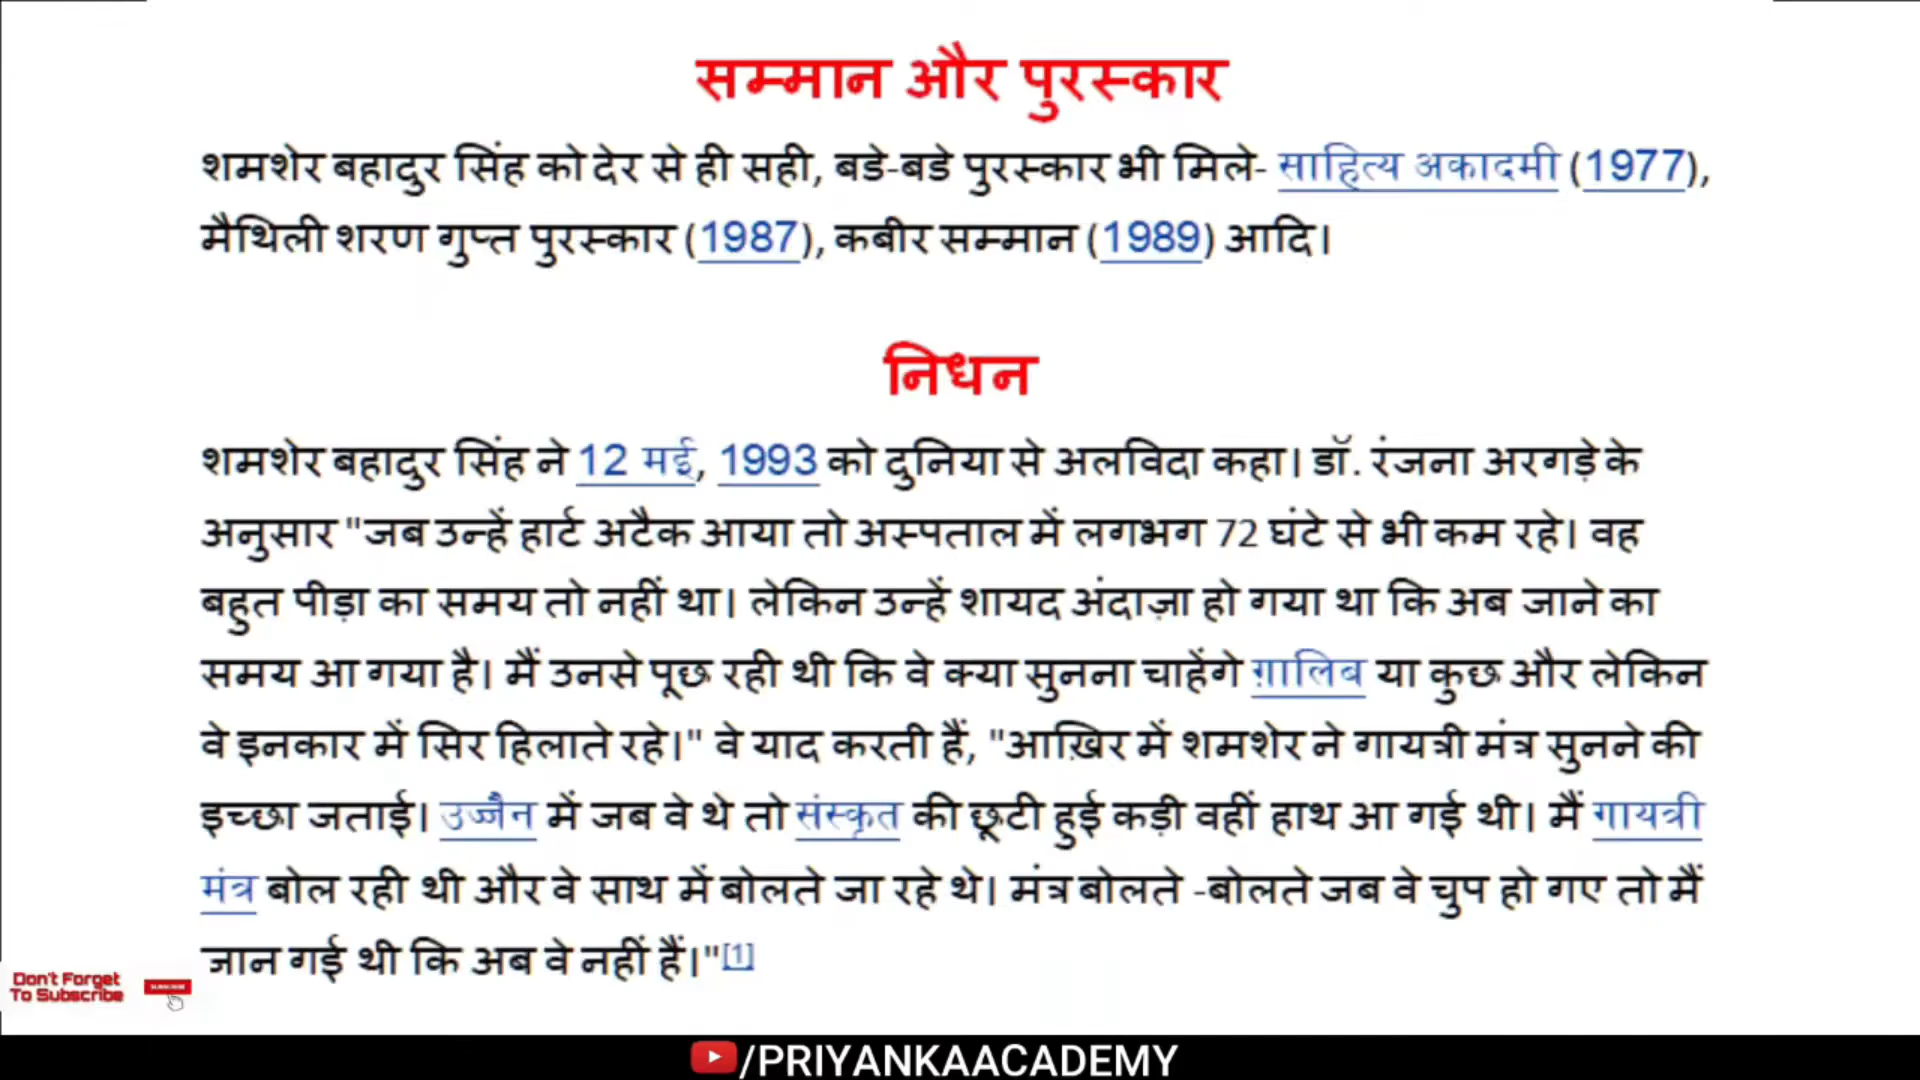 सम्मान और पुरस्कार
शमशेर बहादुर सिंह को देर से ही सही, बडे-बडे पुरस्कार भी मिले- साहित्य अकादमी (1977),
मैथिली शरण गुप्त पुरस्कार (1987), कबीर सम्मान (1989) आदि।
निधन
शमशेर बहादुर सिंह ने 12 मई, 1993 को दुनिया से अलविदा कहा। डॉ. रंजना अरगड़े के
अनुसार "जब उन्हें हार्ट अटैक आया तो अस्पताल में लगभग 72 घंटे से भी कम रहे। वह
बहुत पीड़ा का समय तो नहीं था। लेकिन उन्हें शायद अंदाज़ा हो गया था कि अब जाने का
समय आ गया है। मैं उनसे पूछ रही थी कि वे क्या सुनना चाहेंगे ग़ालिब या कुछ और लेकिन
वे इनकार में सिर हिलाते रहे।" वे याद करती हैं, "आख़िर में शमशेर ने गायत्री मंत्र सुनने की
इच्छा जताई। उज्जैन में जब वे थे तो संस्कृत की छूटी हुई कड़ी वहीं हाथ आ गई थी। मैं गायत्री
मंत्र बोल रही थी और वे साथ में बोलते जा रहे थे। मंत्र बोलते -बोलते जब वे चुप हो गए तो मैं
जान गई थी कि अब वे नहीं हैं।"[1]
Don't Forget
To Subscribe
SUBSCRIBE
/PRIYANKAACADEMY